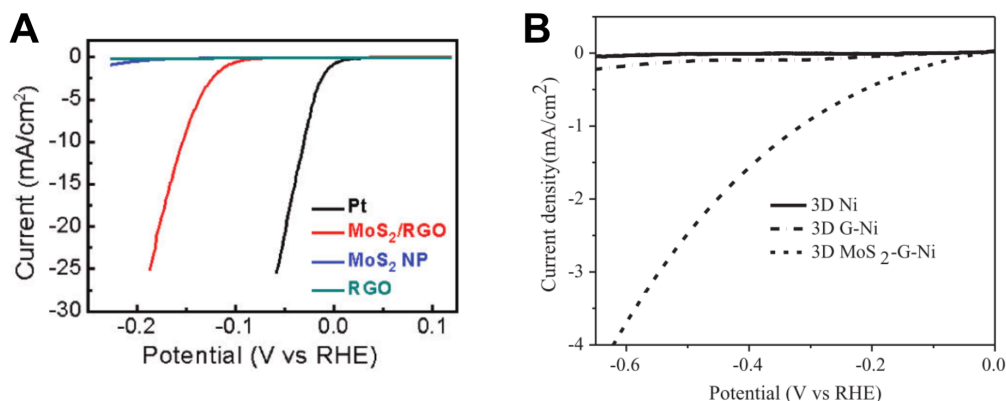 A
Current (mA/cm²)
0
-5
-10
-15
-20
-25
-30
Pt
MoS₂/RGO
MoS₂ NP
RGO
-0.2
-0.1
0.0
0.1
Potential (V vs RHE)
B
Current density(mA/cm²)
0
-1
-2
-3
-4
3D Ni
3D G-Ni
3D MoS ₂-G-Ni
-0.6
-0.4
-0.2
0.0
Potential (V vs RHE)